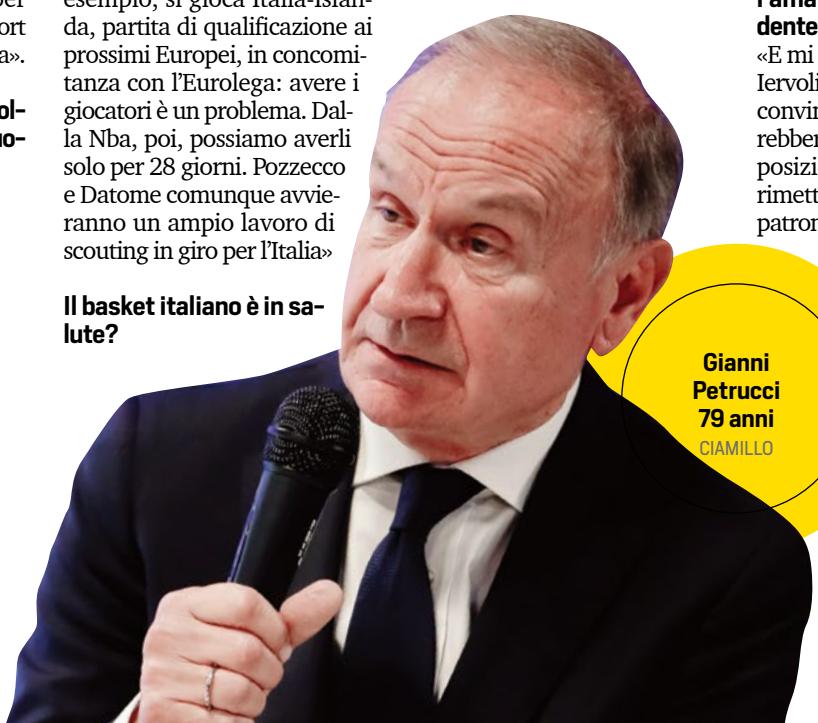 ort
a».
ol-
o-
esempio, si gioca Italia-Islan-
da, partita di qualificazione ai
prossimi Europei, in concomi-
tanza con l'Eurolega: avere i
giocatori è un problema. Dal-
la Nba, poi, possiamo averli
solo per 28 giorni. Pozzecco
e Datome comunque avvie-
ranno un ampio lavoro di
scouting in giro per l'Italia»
Il basket italiano è in sa-
lute?
dente
«E mi
Iervoli
convin
rebber
posizi
rimett
patron
Gianni
Petrucci
79 anni
CIAMILLO